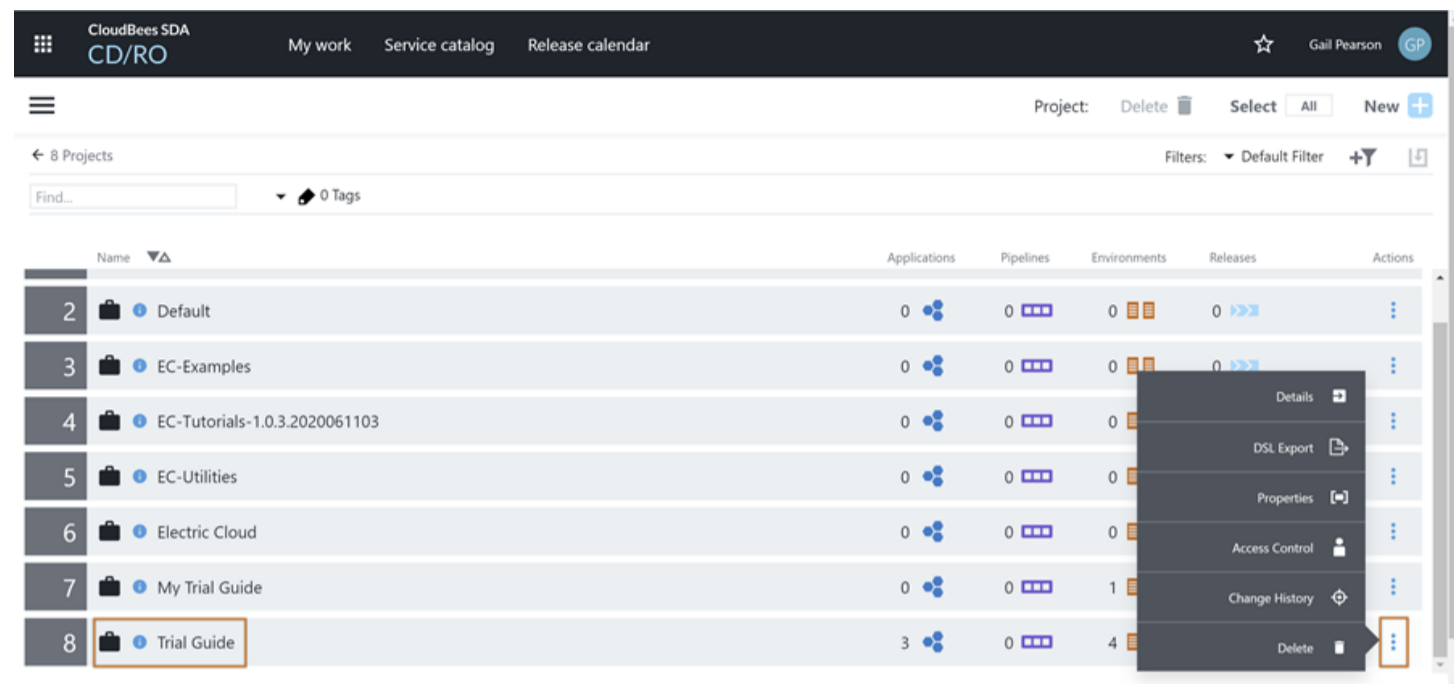 CloudBees SDA
CD/RO My work Service catalog Release calendar Gail Pearson GP
Project: Delete Select All New
8 Projects Filters: Default Filter
Find... 0 Tags
Name Applications Pipelines Environments Releases Actions
2 Default 0 0 0 0
3 EC-Examples 0 0 0 0
Details
4 EC-Tutorials-1.0.3.2020061103 0 0 0
DSL Export
5 EC-Utilities 0 0 0
Properties
6 Electric Cloud 0 0 0
Access Control
7 My Trial Guide 0 0 1
Change History
8 Trial Guide 3 0 4
Delete